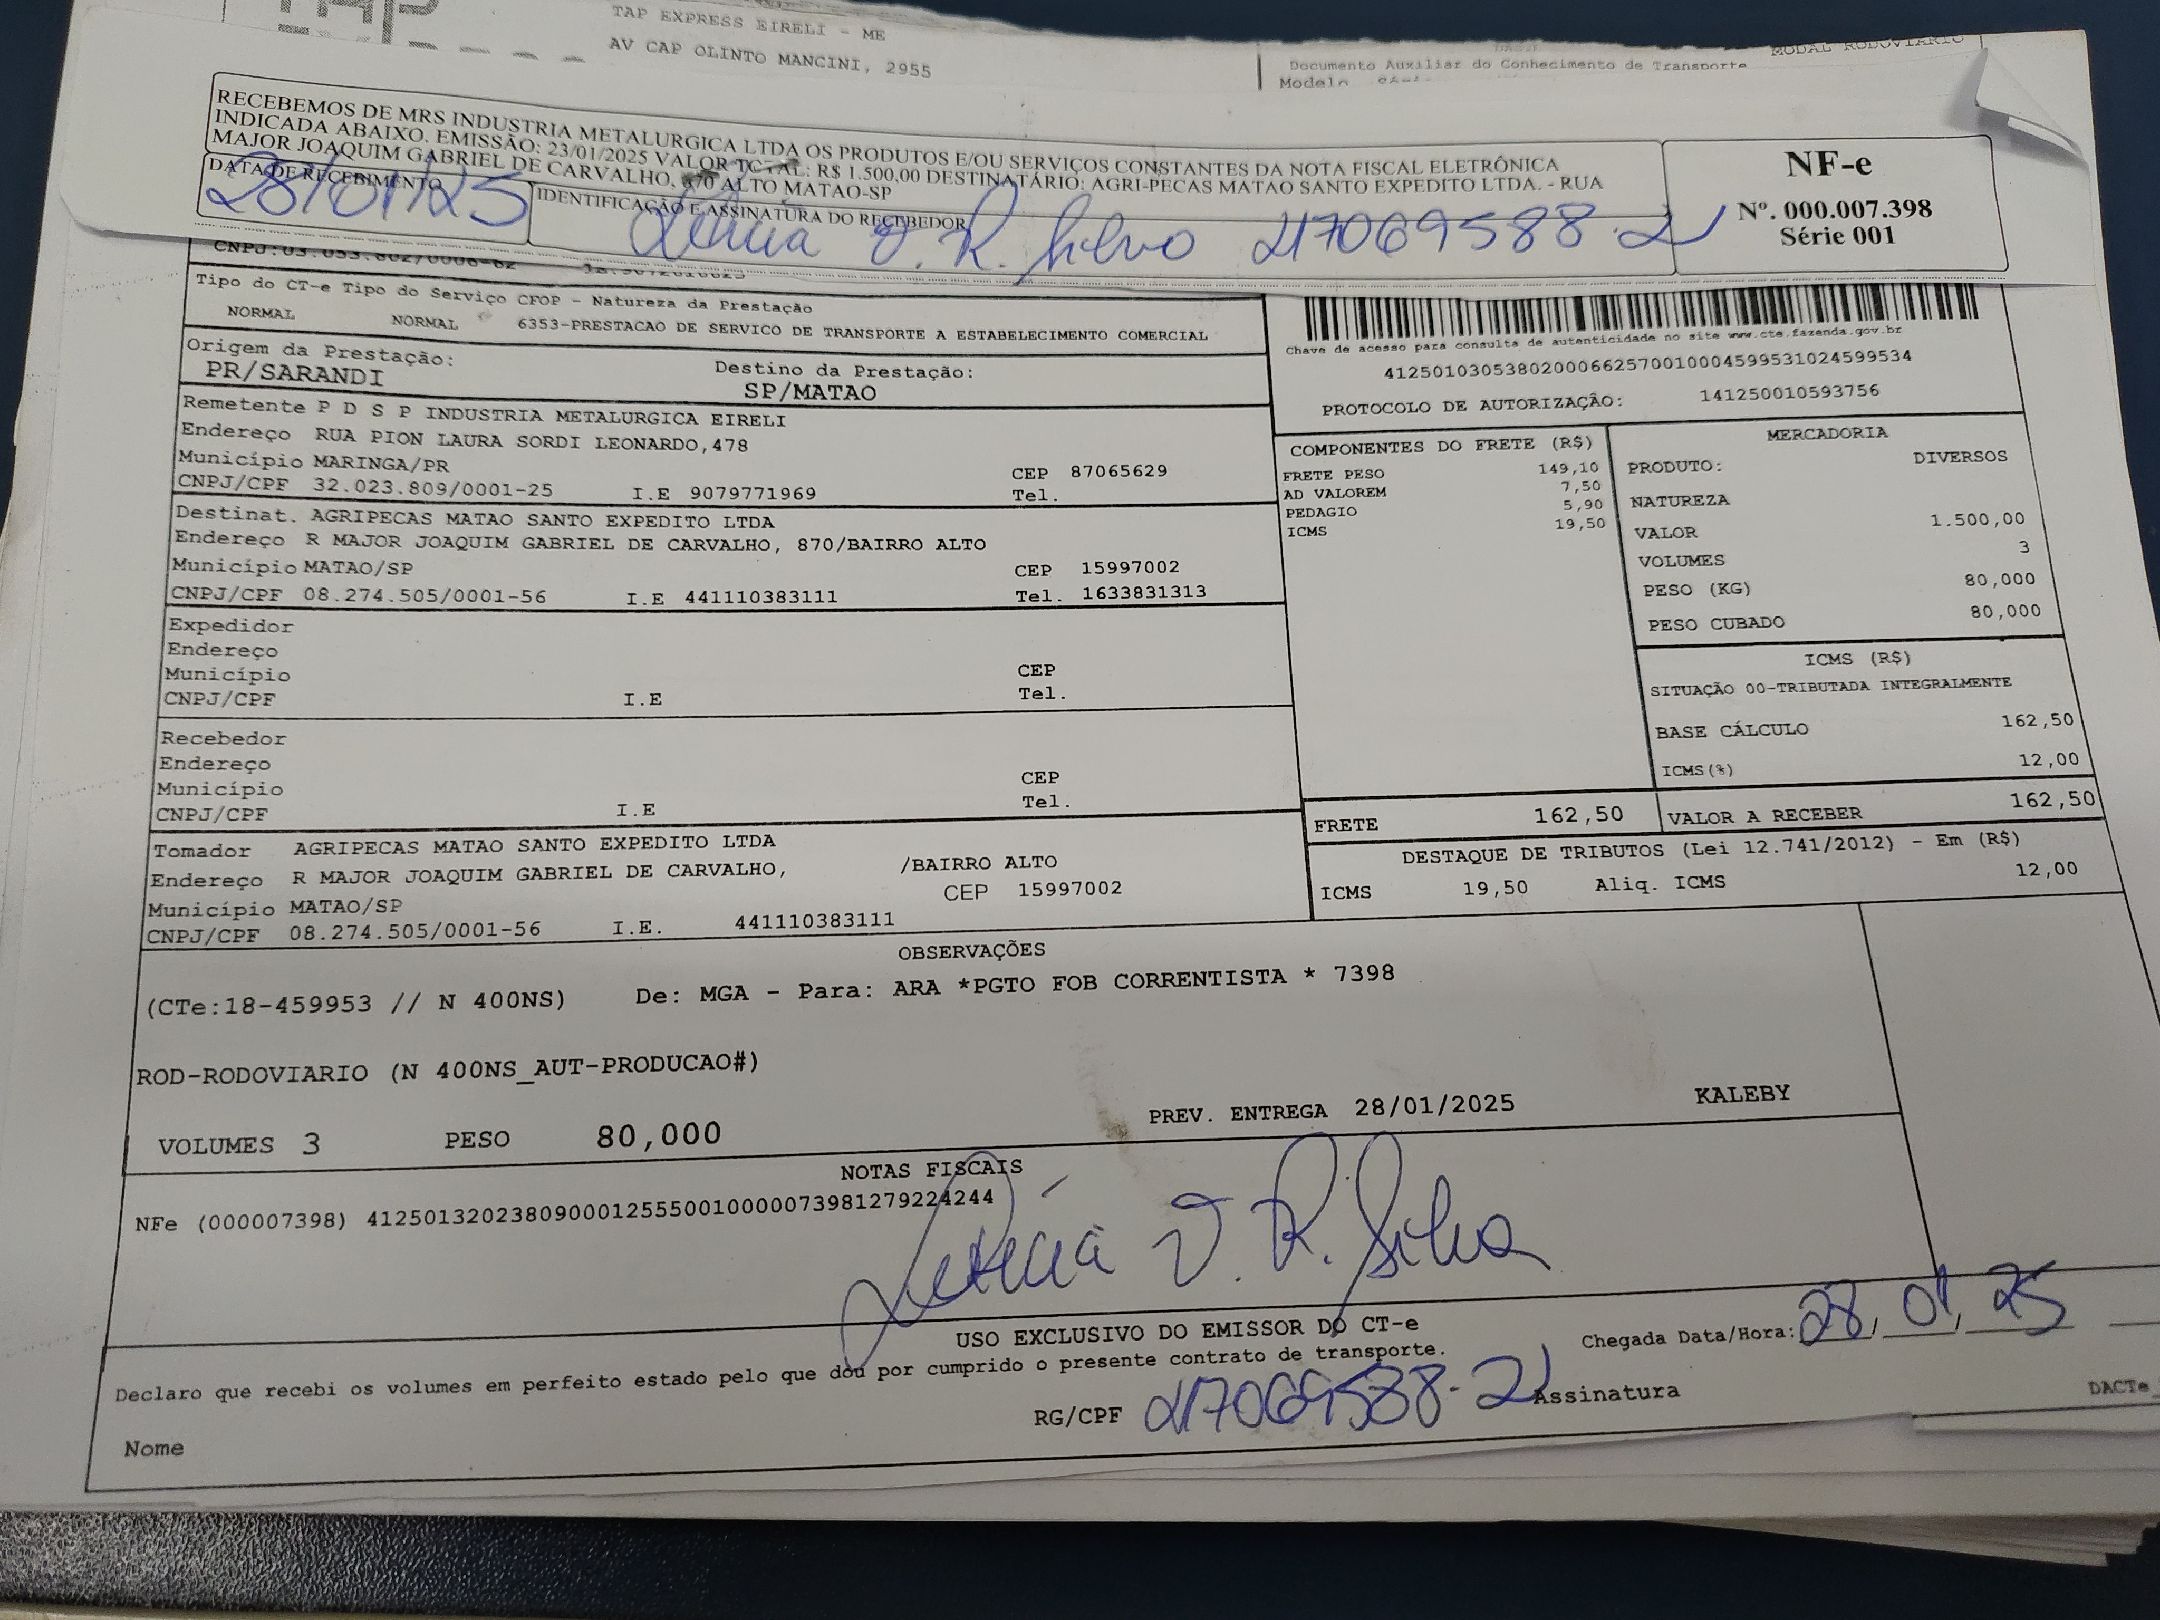 TAP EXPRESS EIRELI - ME
AV CAP OLINTO MANCINI, 2955
MODAL RODOVIARIO
Documento Auxiliar do Conhecimento de Transporte
Modelo
RECEBEMOS DE MRS INDUSTRIA METALURGICA LTDA OS PRODUTOS E/OU SERVIÇOS CONSTANTES DA NOTA FISCAL ELETRÔNICA
INDICADA ABAIXO. EMISSÃO: 23/01/2025 VALOR TOTAL: R$ 1.500,00 DESTINATÁRIO: AGRI-PECAS MATAO SANTO EXPEDITO LTDA. - RUA
MAJOR JOAQUIM GABRIEL DE CARVALHO, 870 ALTO MATAO-SP
DATA DE RECEBIMENTO
28/01/25
IDENTIFICAÇÃO E ASSINATURA DO RECEBEDOR
Letícia V. R. Silva 47069588-2
NF-e
Nº. 000.007.398
Série 001
CNPJ:03.053.802/0006-62
Tipo do CT-e Tipo do Serviço CFOP - Natureza da Prestação
NORMAL NORMAL 6353-PRESTACAO DE SERVICO DE TRANSPORTE A ESTABELECIMENTO COMERCIAL
Chave de acesso para consulta de autenticidade no site www.cte.fazenda.gov.br
41250103053802000662570010004599531024599534
PROTOCOLO DE AUTORIZAÇÃO: 141250010593756
Origem da Prestação: Destino da Prestação:
PR/SARANDI SP/MATAO
Remetente P D S P INDUSTRIA METALURGICA EIRELI
Endereço RUA PION LAURA SORDI LEONARDO,478
Município MARINGA/PR CEP 87065629
CNPJ/CPF 32.023.809/0001-25 I.E 9079771969 Tel.
Destinat. AGRIPECAS MATAO SANTO EXPEDITO LTDA
Endereço R MAJOR JOAQUIM GABRIEL DE CARVALHO, 870/BAIRRO ALTO
Município MATAO/SP CEP 15997002
CNPJ/CPF 08.274.505/0001-56 I.E 441110383111 Tel. 1633831313
Expedidor
Endereço
Município CEP
CNPJ/CPF I.E Tel.
Recebedor
Endereço
Município CEP
CNPJ/CPF I.E Tel.
Tomador AGRIPECAS MATAO SANTO EXPEDITO LTDA
Endereço R MAJOR JOAQUIM GABRIEL DE CARVALHO, /BAIRRO ALTO
Município MATAO/SP CEP 15997002
CNPJ/CPF 08.274.505/0001-56 I.E. 441110383111
COMPONENTES DO FRETE (R$)
FRETE PESO 149,10
AD VALOREM 7,50
PEDAGIO 5,90
ICMS 19,50
MERCADORIA
PRODUTO: DIVERSOS
NATUREZA
VALOR 1.500,00
VOLUMES 3
PESO (KG) 80,000
PESO CUBADO 80,000
ICMS (R$)
SITUAÇÃO 00-TRIBUTADA INTEGRALMENTE
BASE CÁLCULO 162,50
ICMS(%) 12,00
FRETE 162,50 VALOR A RECEBER 162,50
DESTAQUE DE TRIBUTOS (Lei 12.741/2012) - Em (R$)
ICMS 19,50 Aliq. ICMS 12,00
OBSERVAÇÕES
(CTe:18-459953 // N 400NS) De: MGA - Para: ARA *PGTO FOB CORRENTISTA * 7398
ROD-RODOVIARIO (N 400NS_AUT-PRODUCAO#)
VOLUMES 3 PESO 80,000 PREV. ENTREGA 28/01/2025 KALEBY
NOTAS FISCAIS
NFe (000007398) 41250132023809000125550010000073981279224244
Letícia V. R. Silva
USO EXCLUSIVO DO EMISSOR DO CT-e
Chegada Data/Hora: 28, 01, 25
Declaro que recebi os volumes em perfeito estado pelo que dou por cumprido o presente contrato de transporte.
Nome RG/CPF 47069588-2 Assinatura
DACTe_